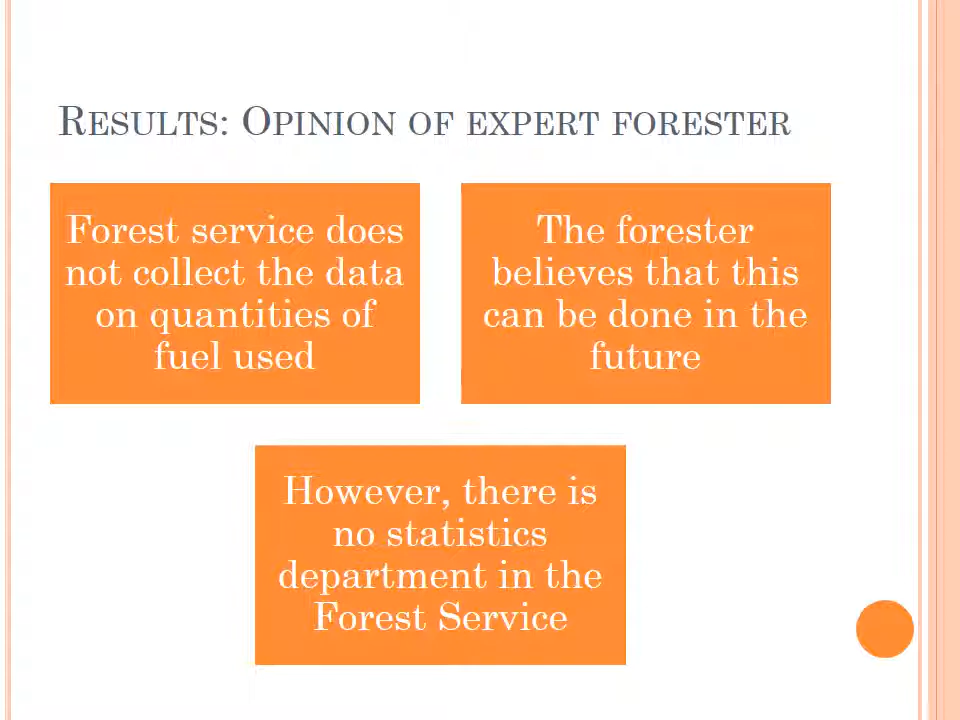 Results: Opinion of expert forester
Forest service does
not collect the data
on quantities of
fuel used
The forester
believes that this
can be done in the
future
However, there is
no statistics
department in the
Forest Service